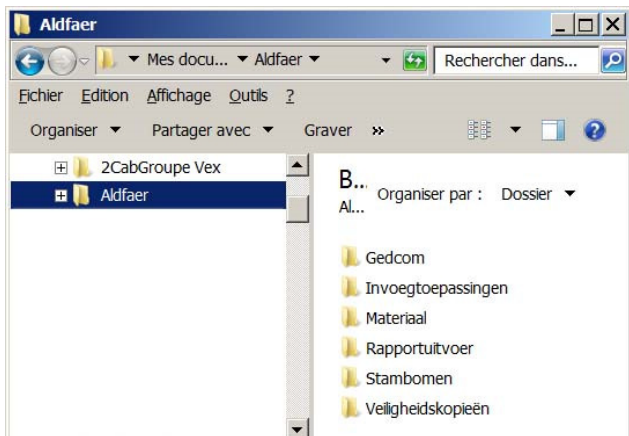 Aldfaer
Mes docu... Aldfaer
Rechercher dans...
Fichier Edition Affichage Outils ?
Organiser Partager avec Graver »
2CabGroupe Vex
Aldfaer
B...
Al...
Organiser par : Dossier
Gedcom
Invoegtoepassingen
Materiaal
Rapportuitvoer
Stambomen
Veiligheidskopieën